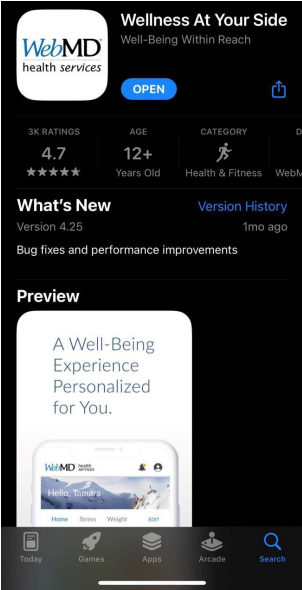 WebMD
health services
Wellness At Your Side
Well-Being Within Reach
OPEN
3K RATINGS
4.7
AGE
12+
Years Old
CATEGORY
Health & Fitness
D
WebM
What's New
Version History
Version 4.25
1mo ago
Bug fixes and performance improvements
Preview
A Well-Being
Experience
Personalized
for You.
WebMD health services
Hello, Tamara
Home Stress Weight EDIT
Today
Games
Apps
Arcade
Search